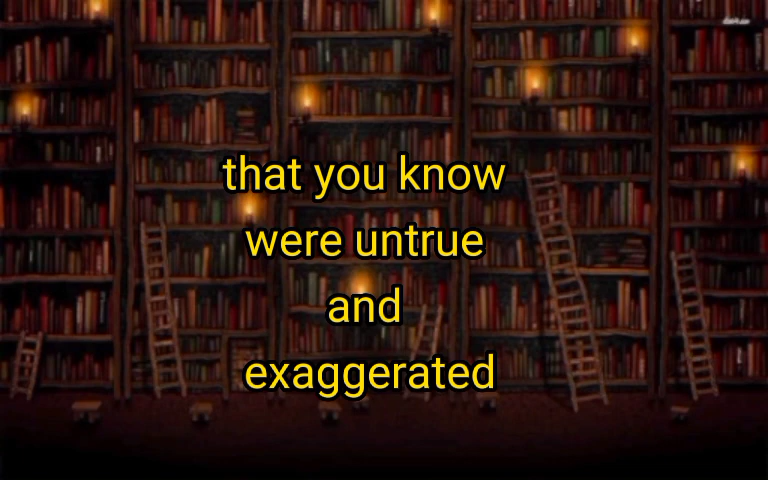 that you know
were untrue
and
exaggerated